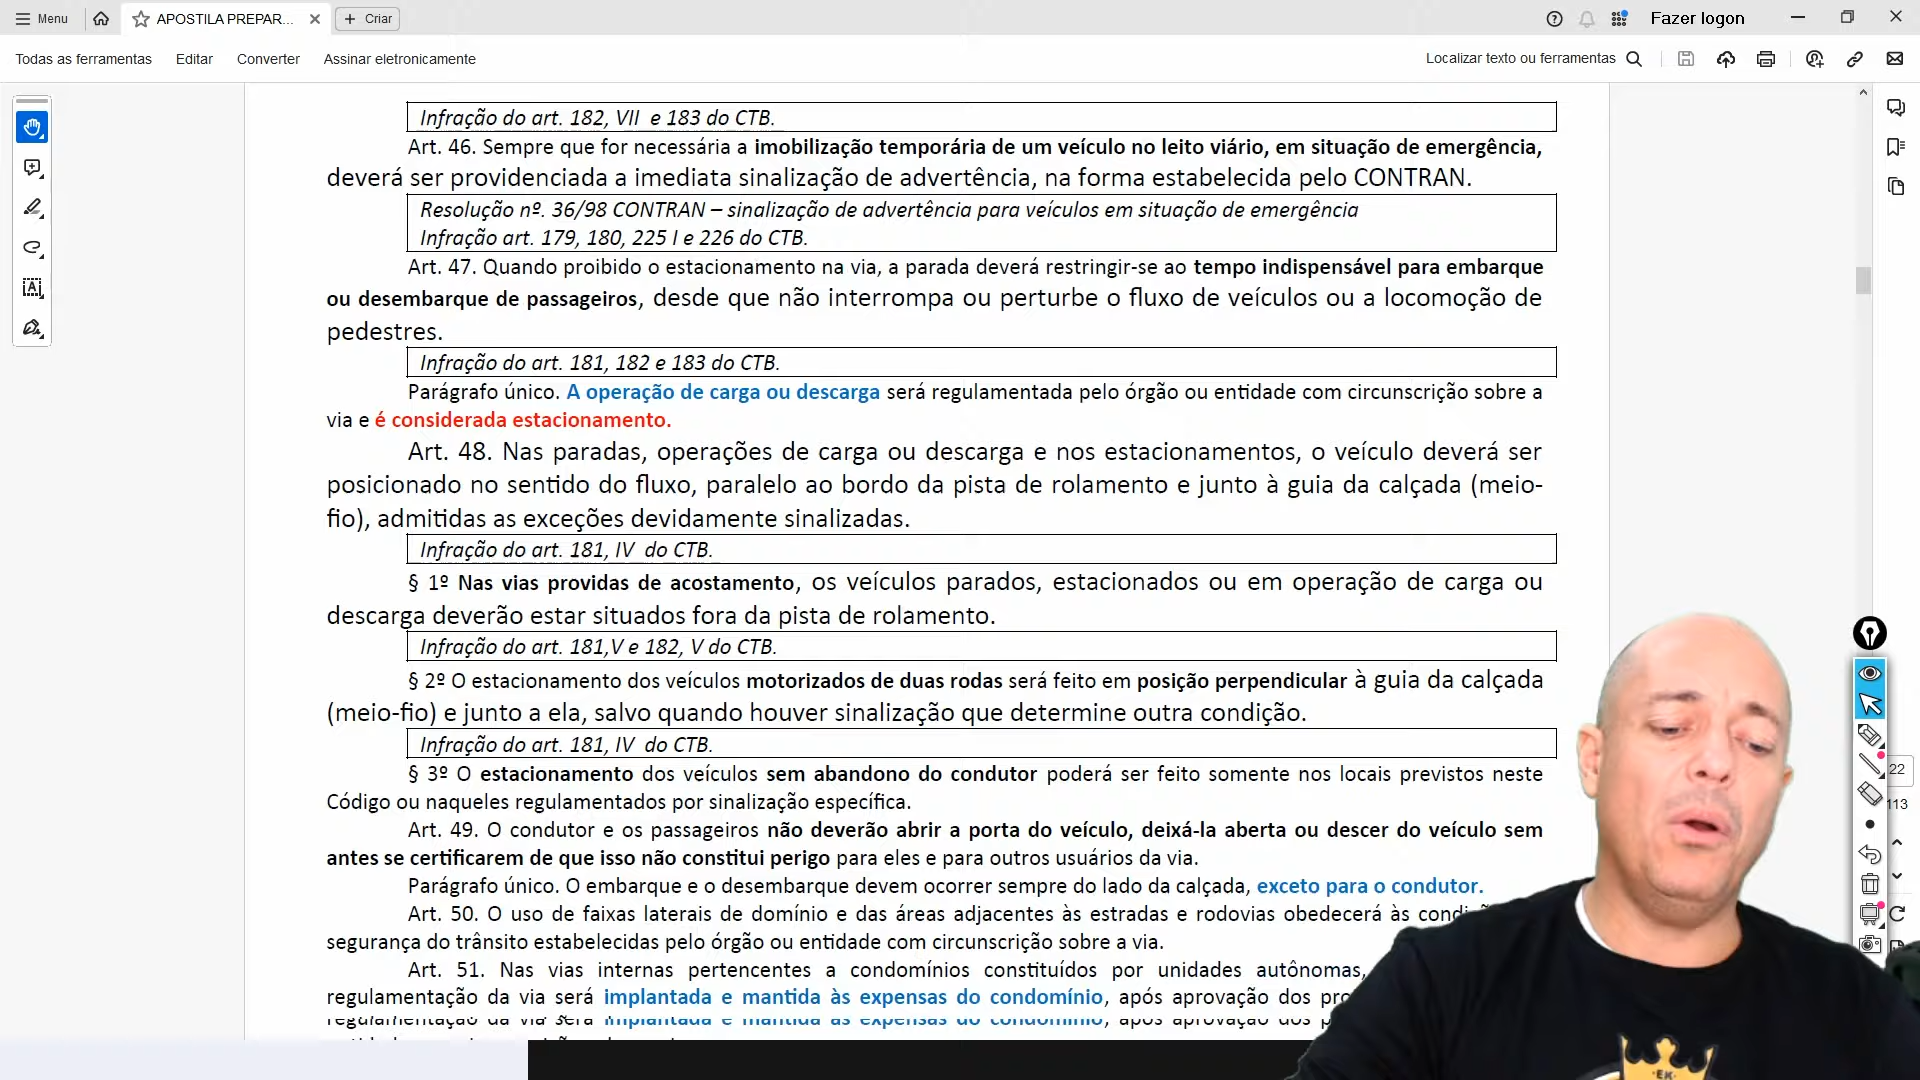 Menu
APOSTILA PREPAR...
Criar
Fazer logon
Todas as ferramentas
Editar
Converter
Assinar eletronicamente
Localizar texto ou ferramentas
Infração do art. 182, VII e 183 do CTB.
Art. 46. Sempre que for necessária a imobilização temporária de um veículo no leito viário, em situação de emergência,
deverá ser providenciada a imediata sinalização de advertência, na forma estabelecida pelo CONTRAN.
Resolução nº. 36/98 CONTRAN – sinalização de advertência para veículos em situação de emergência
Infração art. 179, 180, 225 I e 226 do CTB.
Art. 47. Quando proibido o estacionamento na via, a parada deverá restringir-se ao tempo indispensável para embarque
ou desembarque de passageiros, desde que não interrompa ou perturbe o fluxo de veículos ou a locomoção de
pedestres.
Infração do art. 181, 182 e 183 do CTB.
Parágrafo único. A operação de carga ou descarga será regulamentada pelo órgão ou entidade com circunscrição sobre a
via e é considerada estacionamento.
Art. 48. Nas paradas, operações de carga ou descarga e nos estacionamentos, o veículo deverá ser
posicionado no sentido do fluxo, paralelo ao bordo da pista de rolamento e junto à guia da calçada (meio-
fio), admitidas as exceções devidamente sinalizadas.
Infração do art. 181, IV do CTB.
§ 1º Nas vias providas de acostamento, os veículos parados, estacionados ou em operação de carga ou
descarga deverão estar situados fora da pista de rolamento.
Infração do art. 181,V e 182, V do CTB.
§ 2º O estacionamento dos veículos motorizados de duas rodas será feito em posição perpendicular à guia da calçada
(meio-fio) e junto a ela, salvo quando houver sinalização que determine outra condição.
Infração do art. 181, IV do CTB.
§ 3º O estacionamento dos veículos sem abandono do condutor poderá ser feito somente nos locais previstos neste
Código ou naqueles regulamentados por sinalização específica.
Art. 49. O condutor e os passageiros não deverão abrir a porta do veículo, deixá-la aberta ou descer do veículo sem
antes se certificarem de que isso não constitui perigo para eles e para outros usuários da via.
Parágrafo único. O embarque e o desembarque devem ocorrer sempre do lado da calçada, exceto para o condutor.
Art. 50. O uso de faixas laterais de domínio e das áreas adjacentes às estradas e rodovias obedecerá às
segurança do trânsito estabelecidas pelo órgão ou entidade com circunscrição sobre a via.
Art. 51. Nas vias internas pertencentes a condomínios constituídos por unidades autônomas,
regulamentação da via será implantada e mantida às expensas do condomínio, após aprovação dos
22
113
EK